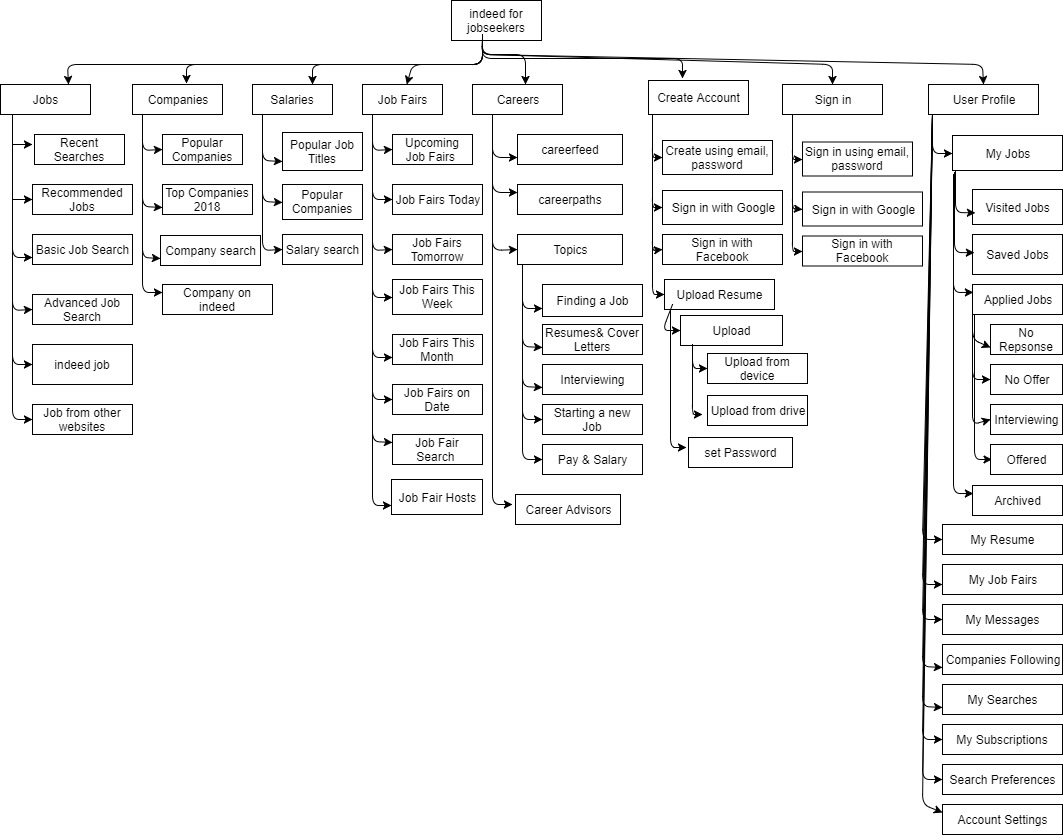 indeed for
jobseekers
Jobs
Companies
Salaries
Job Fairs
Careers
Create Account
Sign in
User Profile
Recent
Searches
Recommended
Jobs
Basic Job Search
Advanced Job
Search
indeed job
Job from other
websites
Popular
Companies
Top Companies
2018
Company search
Company on
indeed
Popular Job
Titles
Popular
Companies
Salary search
Upcoming
Job Fairs
Job Fairs Today
Job Fairs
Tomorrow
Job Fairs This
Week
Job Fairs This
Month
Job Fairs on
Date
Job Fair
Search
Job Fair Hosts
careerfeed
careerpaths
Topics
Finding a Job
Resumes& Cover
Letters
Interviewing
Starting a new
Job
Pay & Salary
Career Advisors
Create using email,
password
Sign in with Google
Sign in with
Facebook
Upload Resume
Upload
Upload from
device
Upload from drive
set Password
Sign in using email,
password
Sign in with Google
Sign in with
Facebook
My Jobs
Visited Jobs
Saved Jobs
Applied Jobs
No
Repsonse
No Offer
Interviewing
Offered
Archived
My Resume
My Job Fairs
My Messages
Companies Following
My Searches
My Subscriptions
Search Preferences
Account Settings